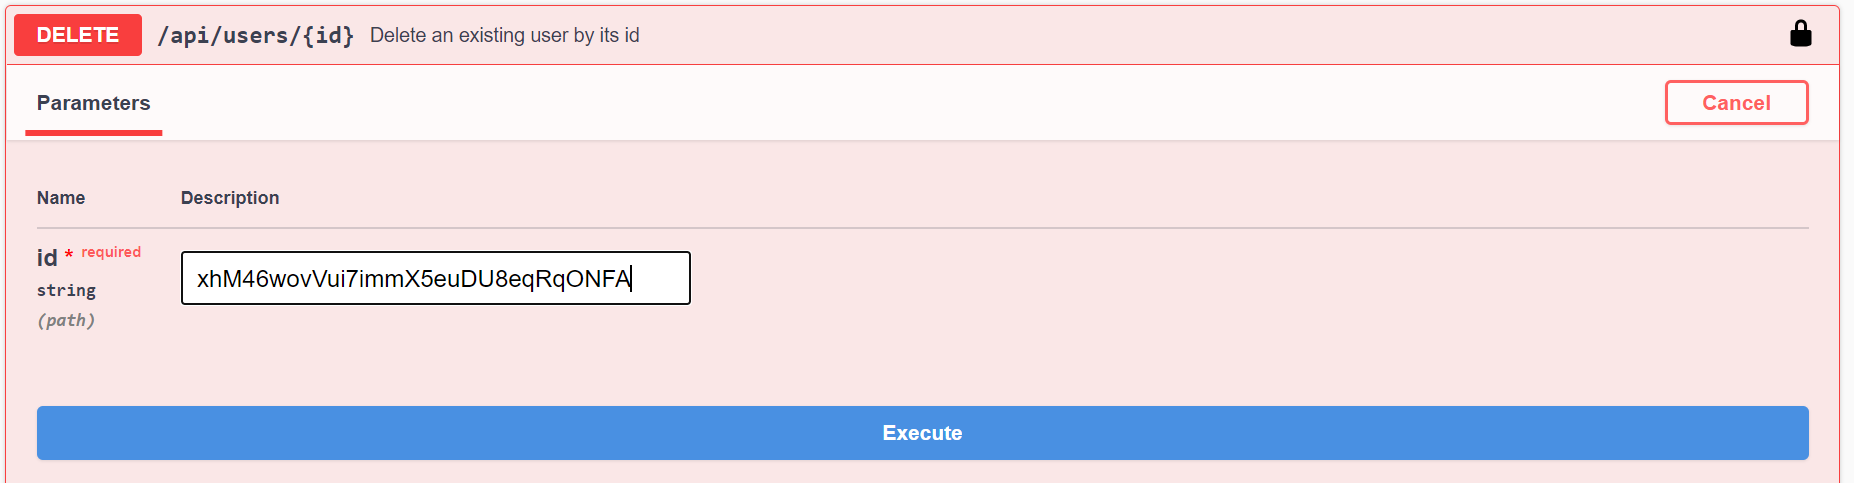 DELETE /api/users/{id} Delete an existing user by its id
Parameters Cancel
Name Description
id * required
xhM46wovVui7immX5euDU8eqRqONFA
string
(path)
Execute